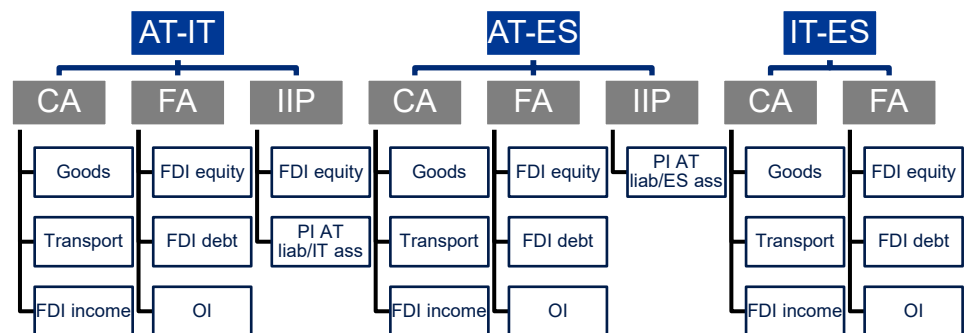 AT-IT
AT-ES
IT-ES
CA
FA
IIP
CA
FA
IIP
CA
FA
Goods
FDI equity
FDI equity
Goods
FDI equity
PI AT
liab/ES ass
Goods
FDI equity
Transport
FDI debt
PI AT
liab/IT ass
Transport
FDI debt
Transport
FDI debt
FDI income
OI
FDI income
OI
FDI income
OI